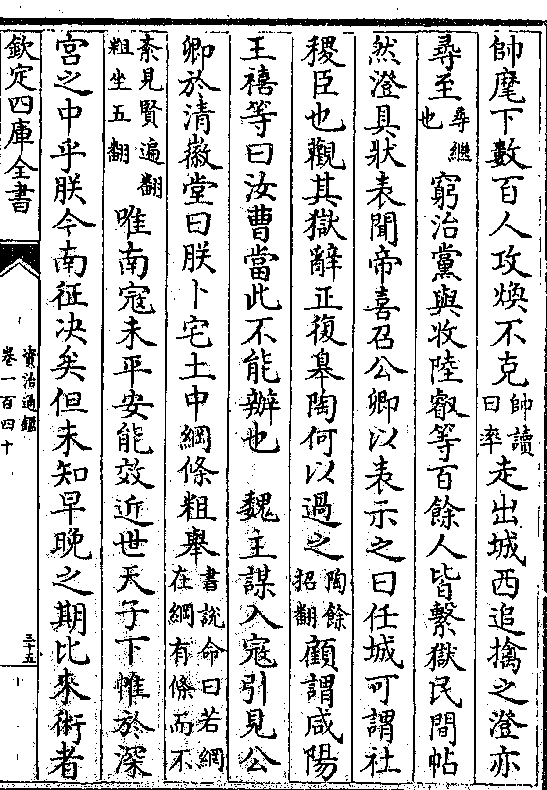 帥麾下數百人攻煥不克帥讀曰率走出城西追擒之澄亦
尋至尋繼也窮治黨與收陸叡等百餘人皆繫獄民間帖
然澄具狀表聞帝喜召公卿以表示之曰任城可謂社
稷臣也觀其獄辭正復皋陶何以過之陶餘招翻顧謂咸陽
王禧等曰汝曹當此不能辦也　魏主謀入寇引見公
卿於清徽堂曰朕卜宅土中綱條粗舉書說命曰若網在綱有條而不
紊見賢遍翻粗坐五翻唯南寇未平安能效近世天子下帷於深
宮之中乎朕今南征決矣但未知早晚之期比來術者
欽定四庫全書
資治通鑑
卷一百四十
三十五